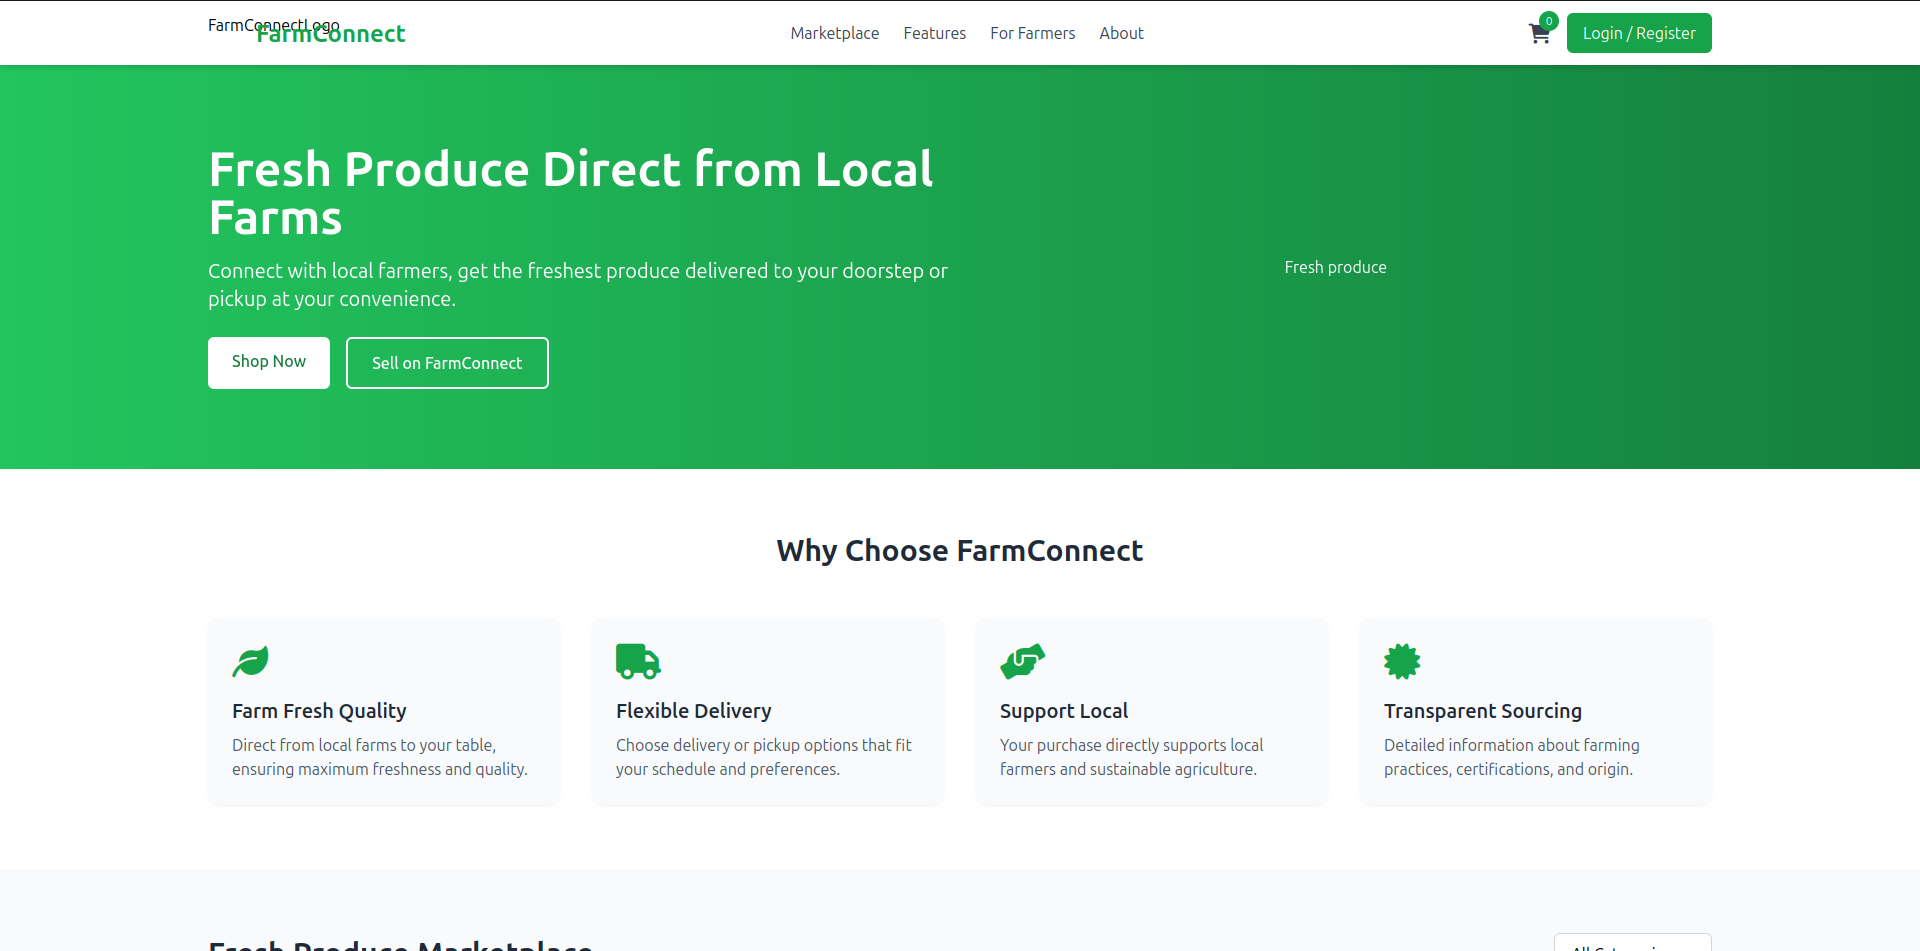 FarmConnectLogo
FarmConnect
Marketplace
Features
For Farmers
About
0
Login / Register
Fresh Produce Direct from Local
Farms
Connect with local farmers, get the freshest produce delivered to your doorstep or
pickup at your convenience.
Shop Now
Sell on FarmConnect
Fresh produce
Why Choose FarmConnect
Farm Fresh Quality
Direct from local farms to your table,
ensuring maximum freshness and quality.
Flexible Delivery
Choose delivery or pickup options that fit
your schedule and preferences.
Support Local
Your purchase directly supports local
farmers and sustainable agriculture.
Transparent Sourcing
Detailed information about farming
practices, certifications, and origin.
Fresh Produce Marketplace
All Categories